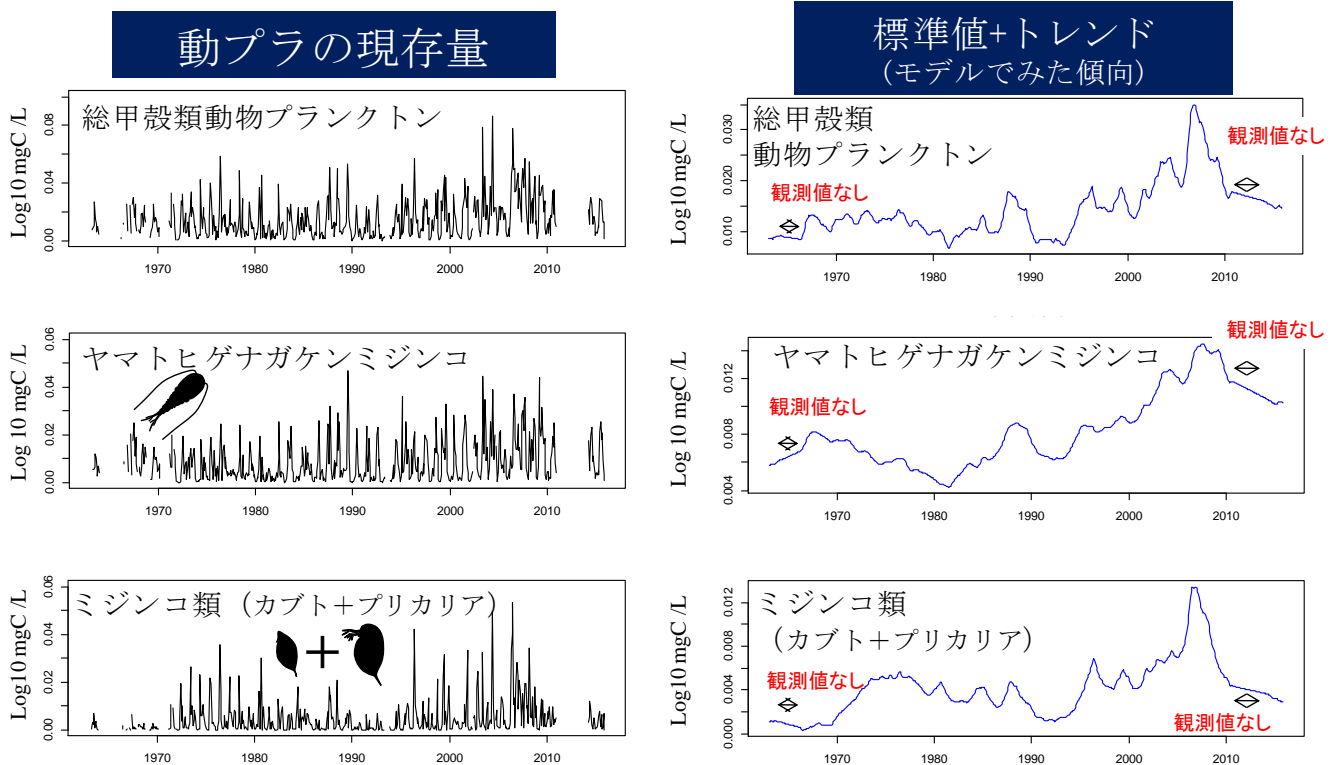 動プラの現存量
標準値+トレンド
(モデルでみた傾向)
総甲殻類動物プランクトン
Log10 mgC /L
0.08
0.04
0.00
1970
1980
1990
2000
2010
総甲殻類
動物プランクトン
観測値なし
観測値なし
Log10 mgC /L
0.030
0.020
0.010
1970
1980
1990
2000
2010
ヤマトヒゲナガケンミジンコ
Log 10 mgC /L
0.06
0.04
0.02
0.00
1970
1980
1990
2000
2010
ヤマトヒゲナガケンミジンコ
観測値なし
観測値なし
Log 10 mgC /L
0.012
0.008
0.004
1970
1980
1990
2000
2010
ミジンコ類（カブト＋プリカリア）
+
Log10 mgC /L
0.06
0.04
0.02
0.00
1970
1980
1990
2000
2010
ミジンコ類
（カブト＋プリカリア）
観測値なし
観測値なし
Log10 mgC /L
0.012
0.008
0.004
0.000
1970
1980
1990
2000
2010